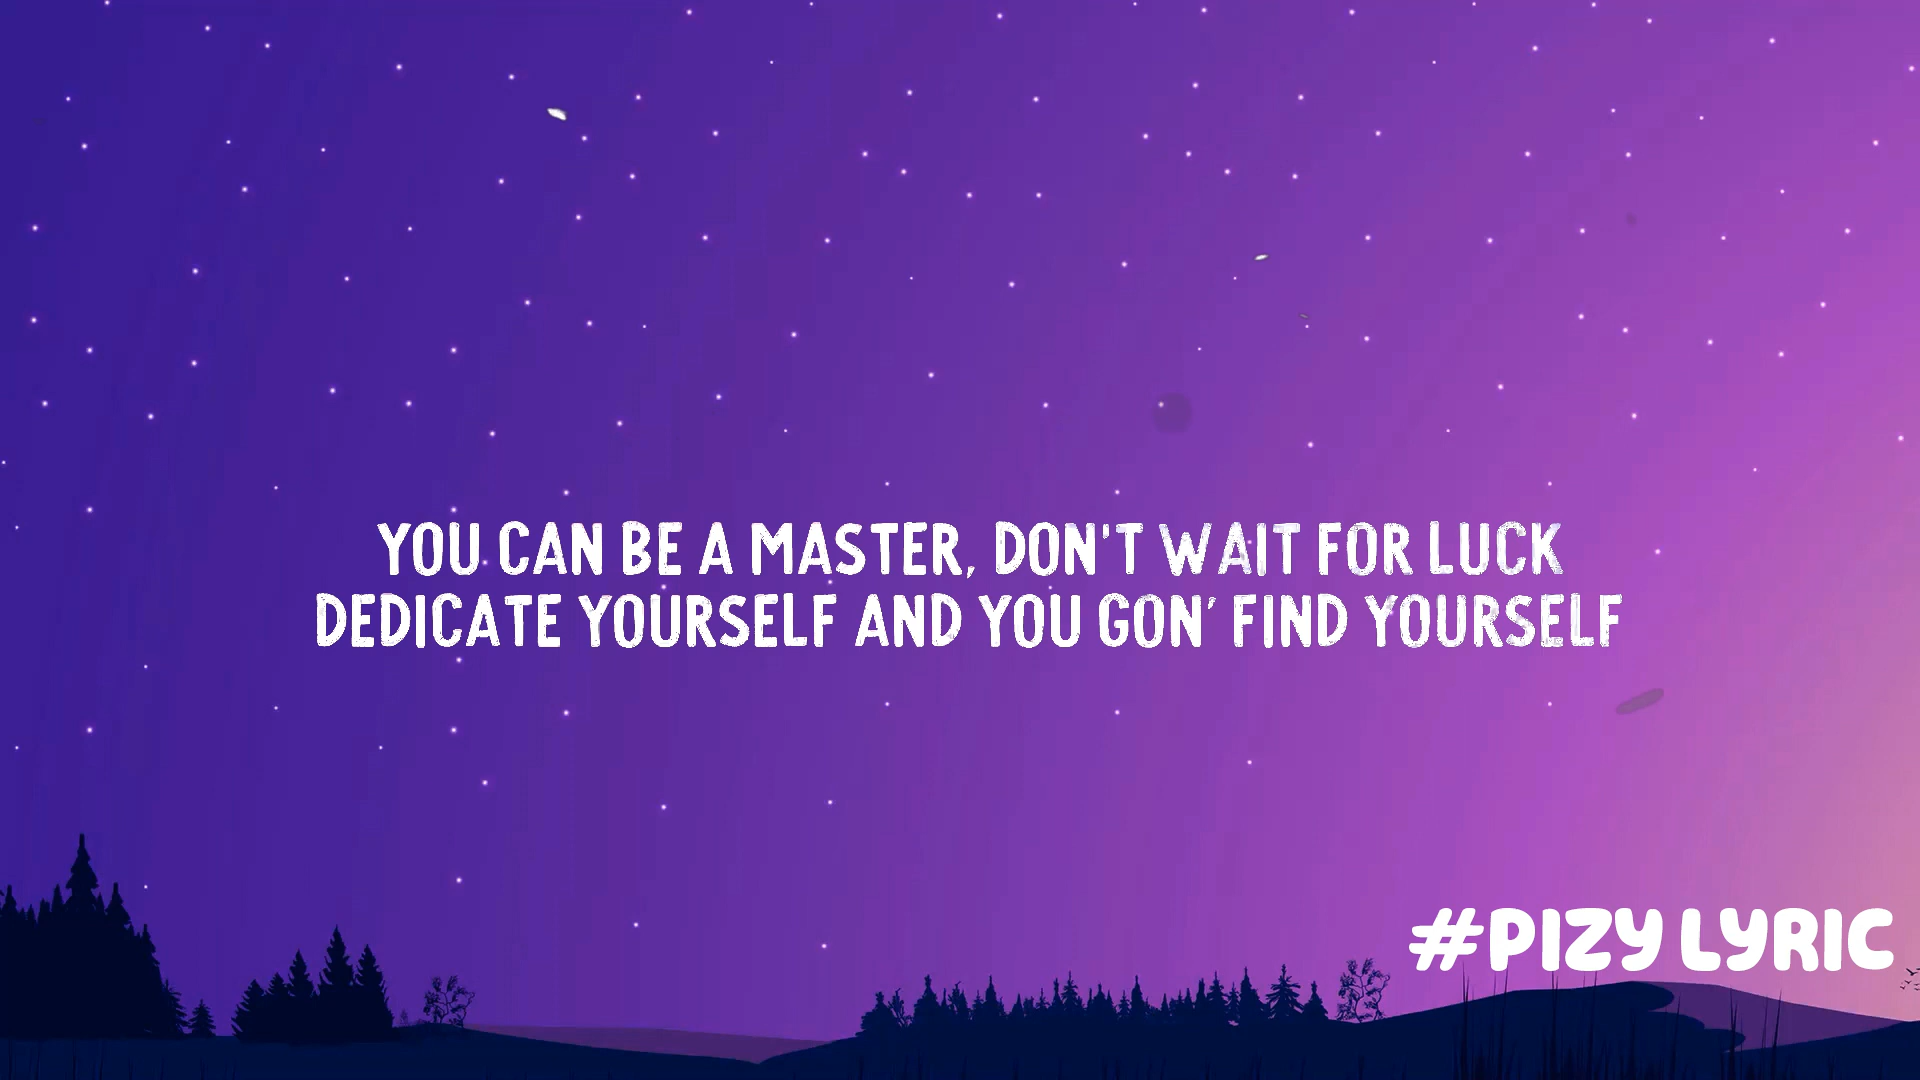 YOU CAN BE A MASTER, DON'T WAIT FOR LUCK
DEDICATE YOURSELF AND YOU GON' FIND YOURSELF
#PIZY LYRIC